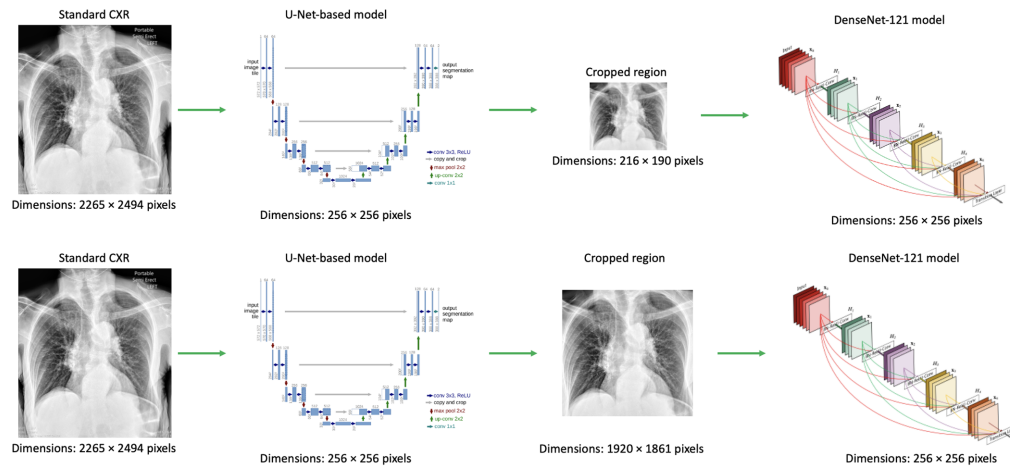 Standard CXR
U-Net-based model
DenseNet-121 model
Portable
Semi Erect
input
image
tile
output
segmentation
map
conv 3x3, ReLU
copy and crop
max pool 2x2
up-conv 2x2
conv 1x1
Cropped region
Input
Dimensions: 2265 × 2494 pixels
Dimensions: 256 × 256 pixels
Dimensions: 216 × 190 pixels
Dimensions: 256 × 256 pixels
Standard CXR
U-Net-based model
Cropped region
DenseNet-121 model
Portable
Semi Erect
input
image
tile
output
segmentation
map
conv 3x3, ReLU
copy and crop
max pool 2x2
up-conv 2x2
conv 1x1
Input
Dimensions: 2265 × 2494 pixels
Dimensions: 256 × 256 pixels
Dimensions: 1920 × 1861 pixels
Dimensions: 256 × 256 pixels